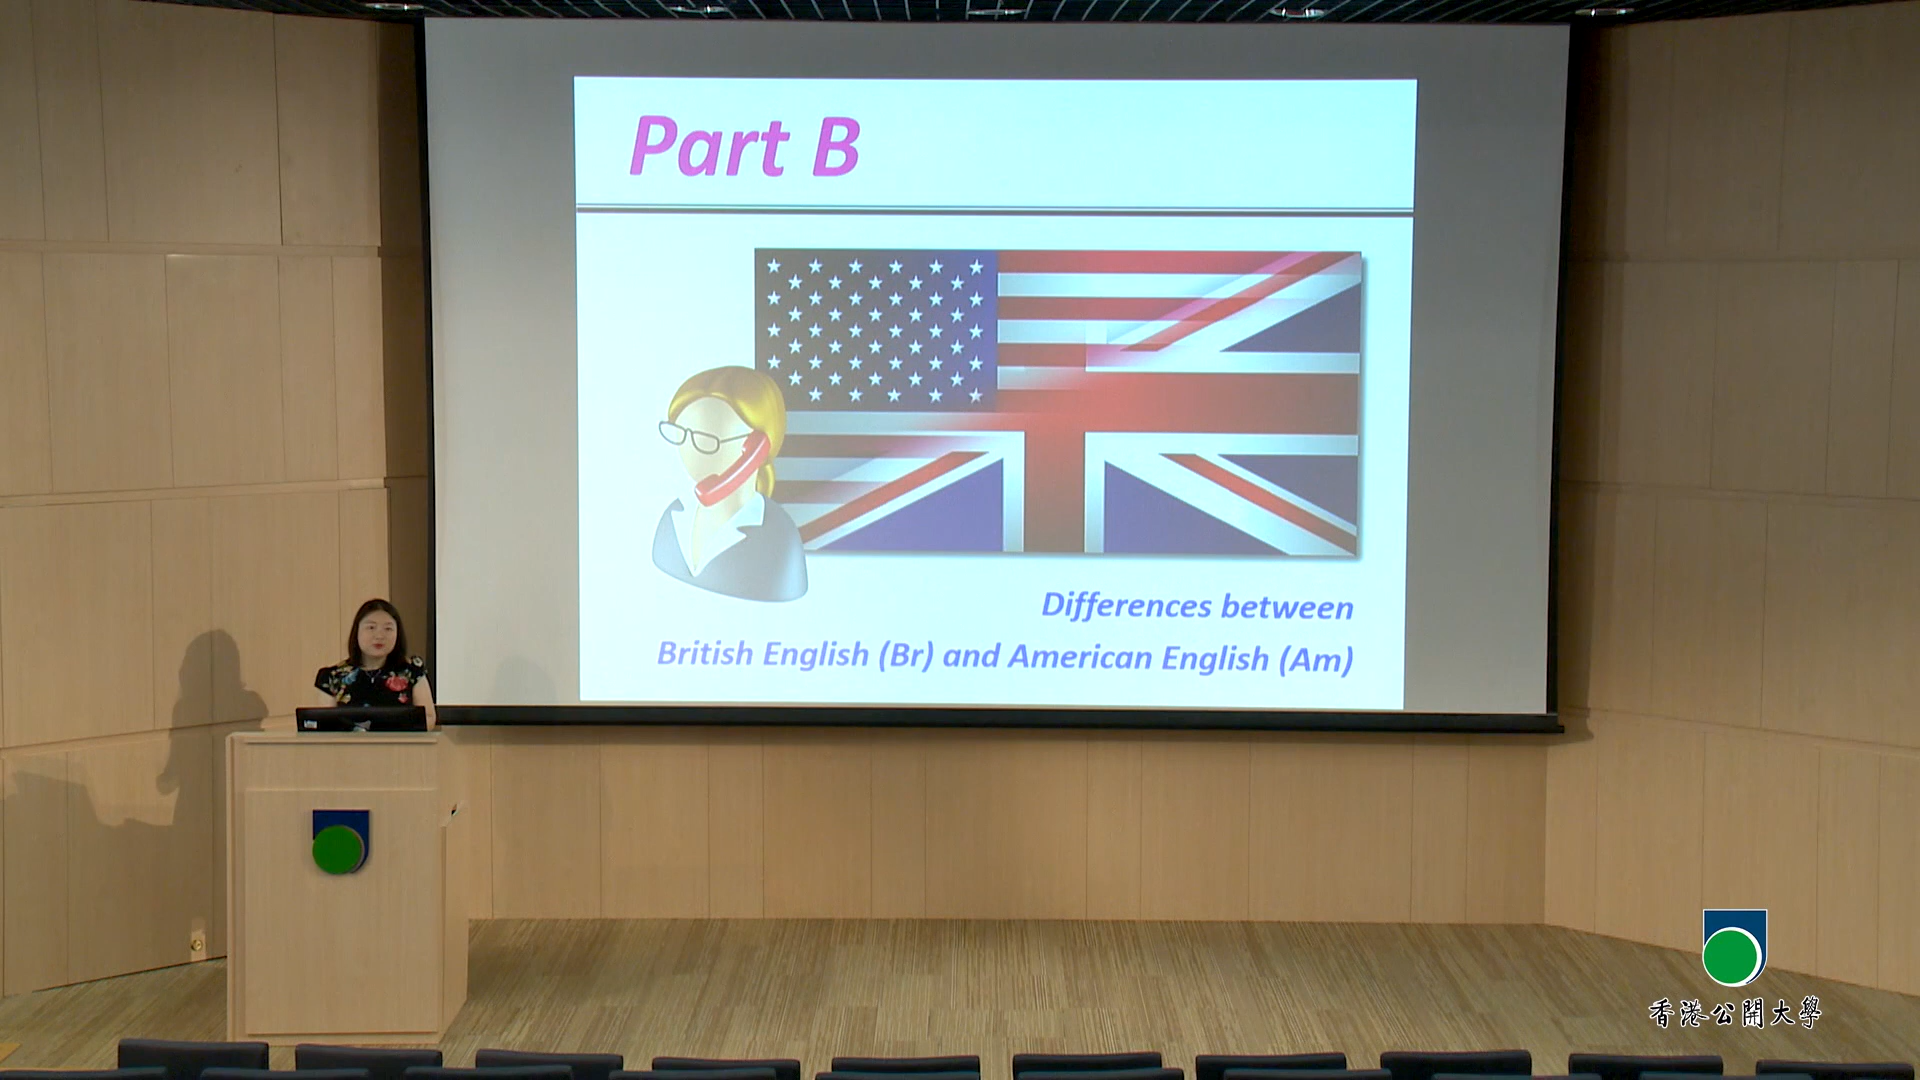 Part B
Differences between
British English (Br) and American English (Am)
香港公開大學